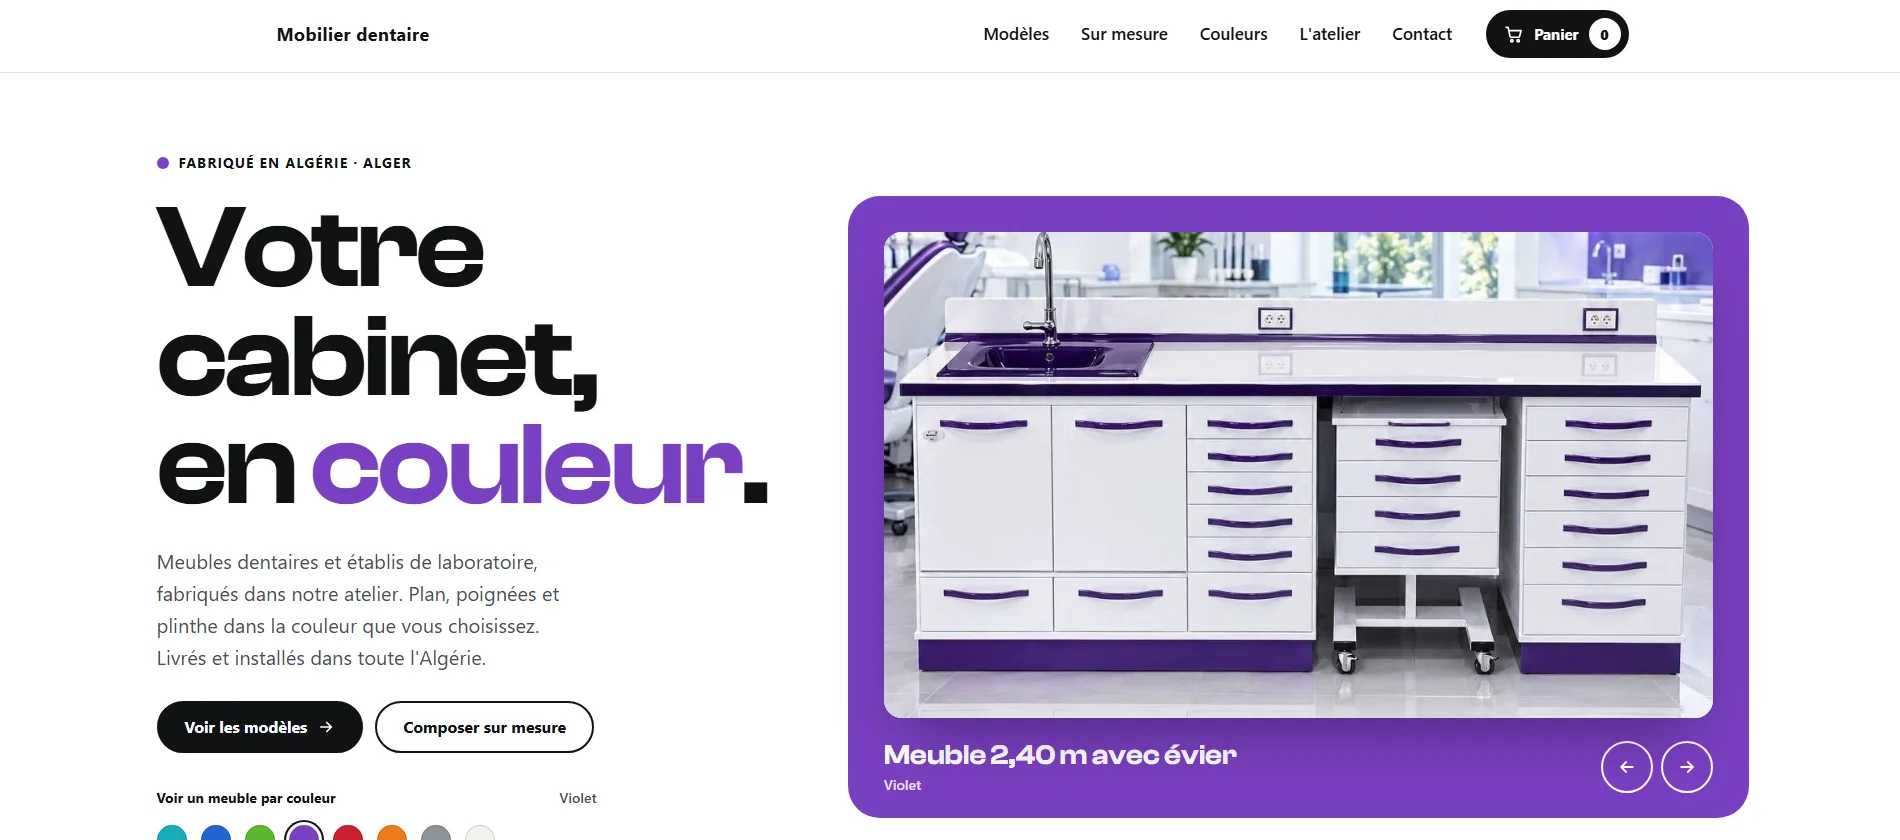 Mobilier dentaire
Modèles
Sur mesure
Couleurs
L'atelier
Contact
Panier
0
FABRIQUÉ EN ALGÉRIE · ALGER
Votre
cabinet,
en couleur.
Meubles dentaires et établis de laboratoire,
fabriqués dans notre atelier. Plan, poignées et
plinthe dans la couleur que vous choisissez.
Livrés et installés dans toute l'Algérie.
Voir les modèles →
Composer sur mesure
Voir un meuble par couleur
Violet
Meuble 2,40 m avec évier
Violet